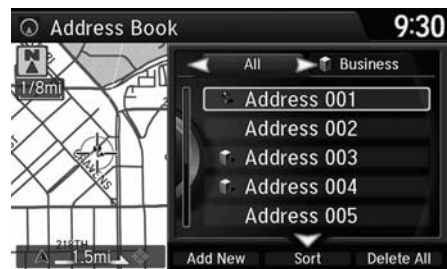 Address Book
9:30
N
1/8mi
All
Business
Address 001
Address 002
Address 003
Address 004
Address 005
218TH
1.5mi
Add New
Sort
Delete All